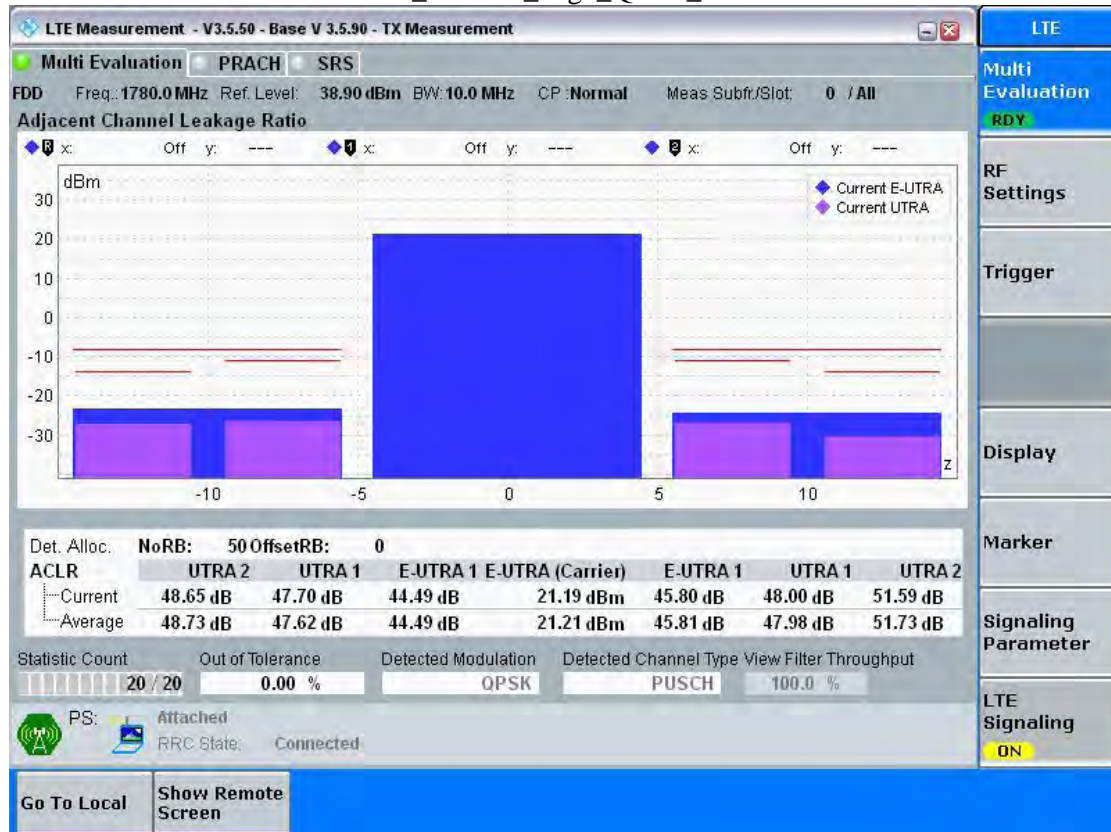 LTE Measurement - V3.5.50 - Base V 3.5.90 - TX Measurement
LTE
Multi Evaluation PRACH SRS
Multi Evaluation
RDY
FDD Freq.: 1780.0 MHz Ref. Level: 38.90 dBm BW: 10.0 MHz CP :Normal Meas Subfr./Slot: 0 / All
Adjacent Channel Leakage Ratio
R x: Off y: --- 1 x: Off y: --- 2 x: Off y: ---
dBm
Current E-UTRA
Current UTRA
30
20
10
0
-10
-20
-30
z
-10 -5 0 5 10
RF Settings
Trigger
Display
Marker
Signaling Parameter
LTE Signaling
ON
Det. Alloc. NoRB: 50 OffsetRB: 0
ACLR UTRA 2 UTRA 1 E-UTRA 1 E-UTRA (Carrier) E-UTRA 1 UTRA 1 UTRA 2
Current 48.65 dB 47.70 dB 44.49 dB 21.19 dBm 45.80 dB 48.00 dB 51.59 dB
Average 48.73 dB 47.62 dB 44.49 dB 21.21 dBm 45.81 dB 47.98 dB 51.73 dB
Statistic Count Out of Tolerance Detected Modulation Detected Channel Type View Filter Throughput
20 / 20 0.00 % QPSK PUSCH 100.0 %
PS: Attached
RRC State: Connected
Go To Local Show Remote Screen